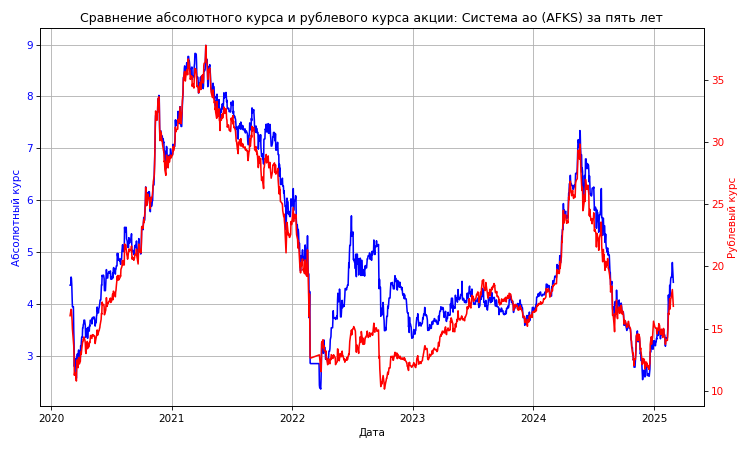 Сравнение абсолютного курса и рублевого курса акции: Система ао (AFKS) за пять лет
9
8
7
6
5
4
3
Абсолютный курс
35
30
25
20
15
10
Рублевый курс
2020 2021 2022 2023 2024 2025
Дата